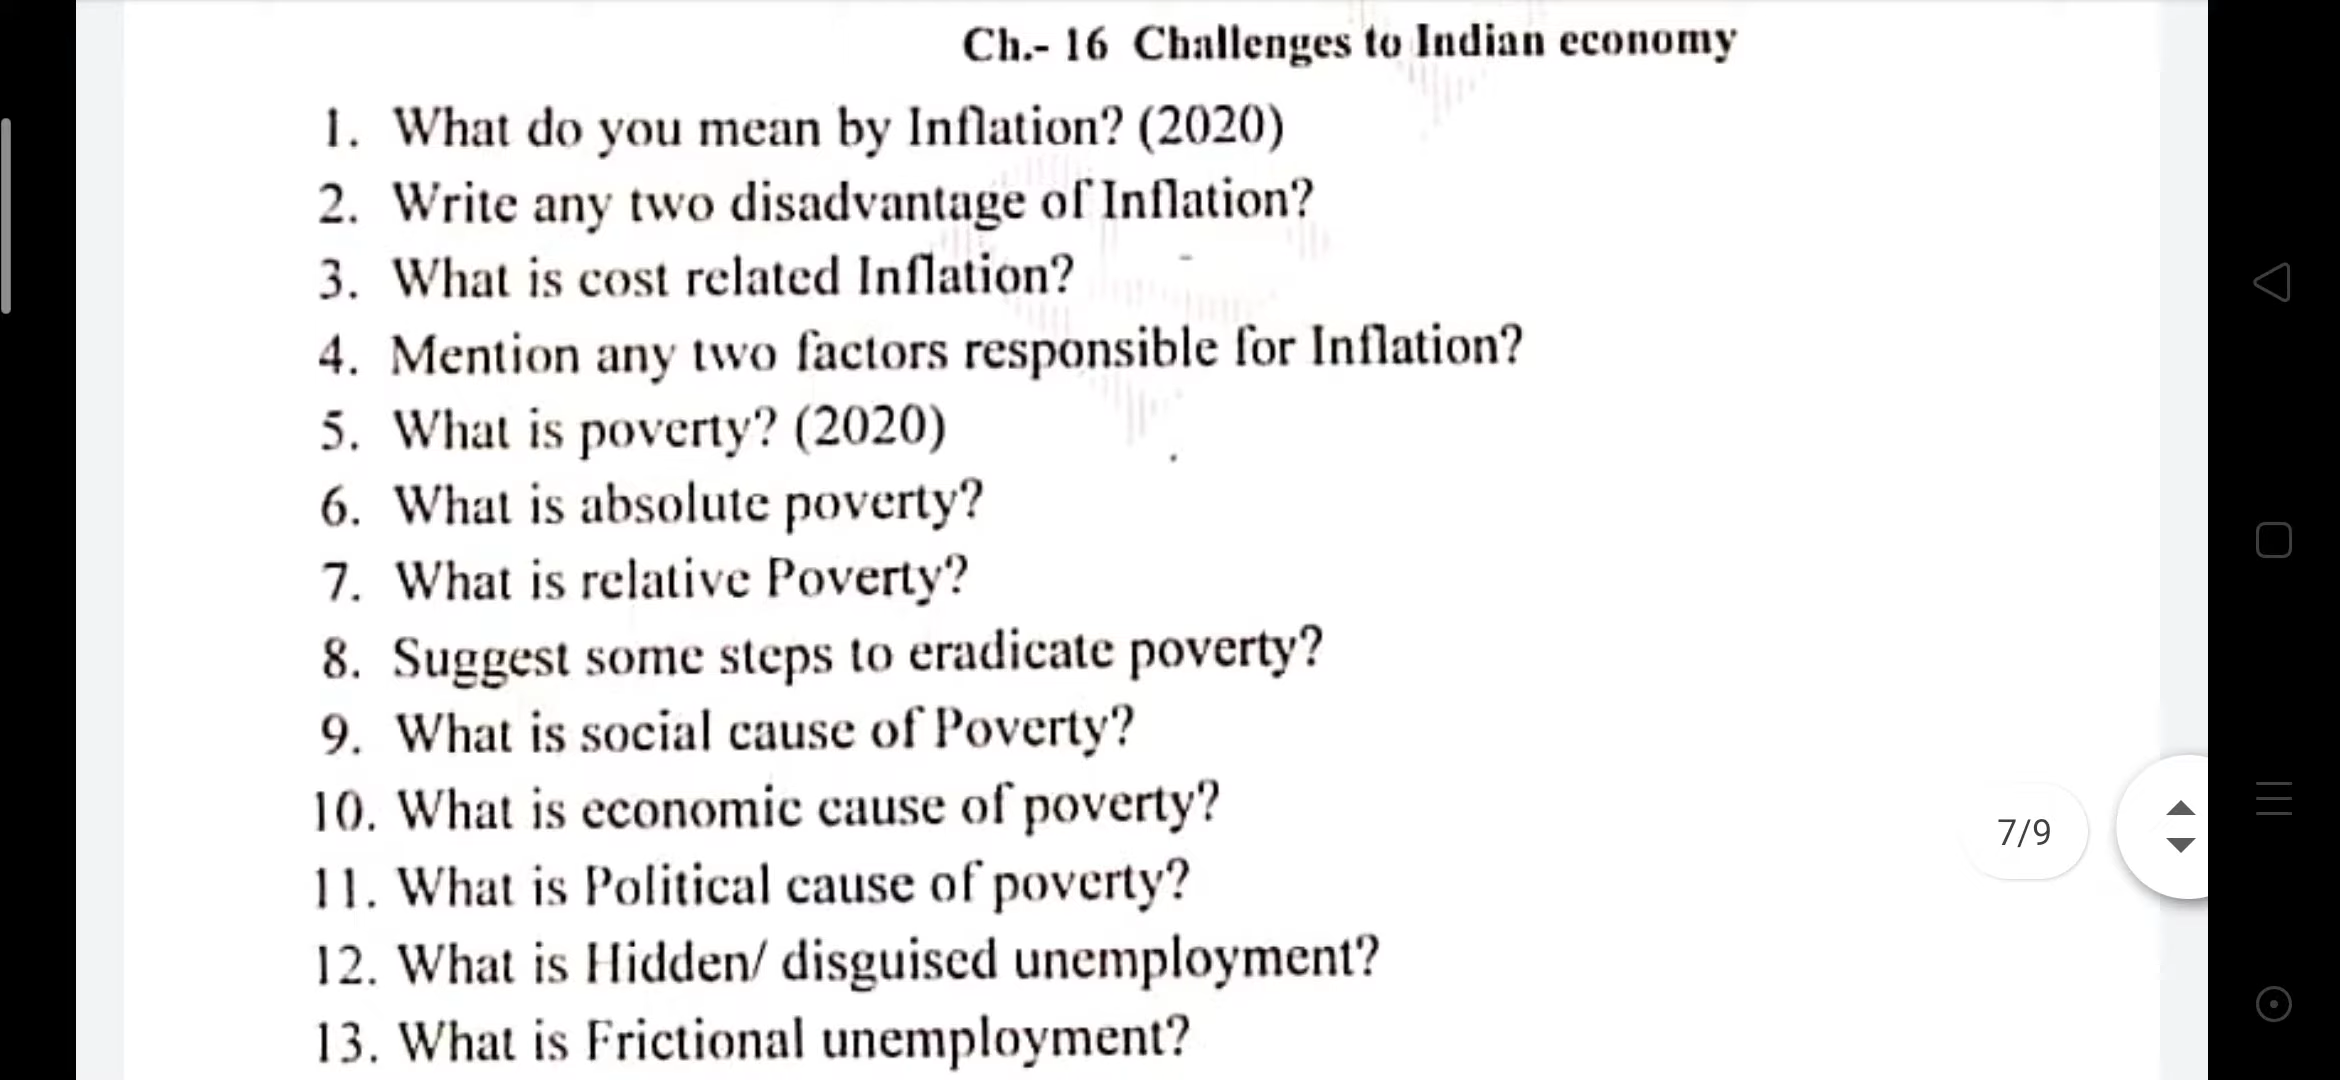 Ch.- 16 Challenges to Indian economy
1. What do you mean by Inflation? (2020)
2. Write any two disadvantage of Inflation?
3. What is cost related Inflation?
4. Mention any two factors responsible for Inflation?
5. What is poverty? (2020)
6. What is absolute poverty?
7. What is relative Poverty?
8. Suggest some steps to eradicate poverty?
9. What is social cause of Poverty?
10. What is economic cause of poverty?
11. What is Political cause of poverty?
12. What is Hidden/ disguised unemployment?
13. What is Frictional unemployment?
7/9